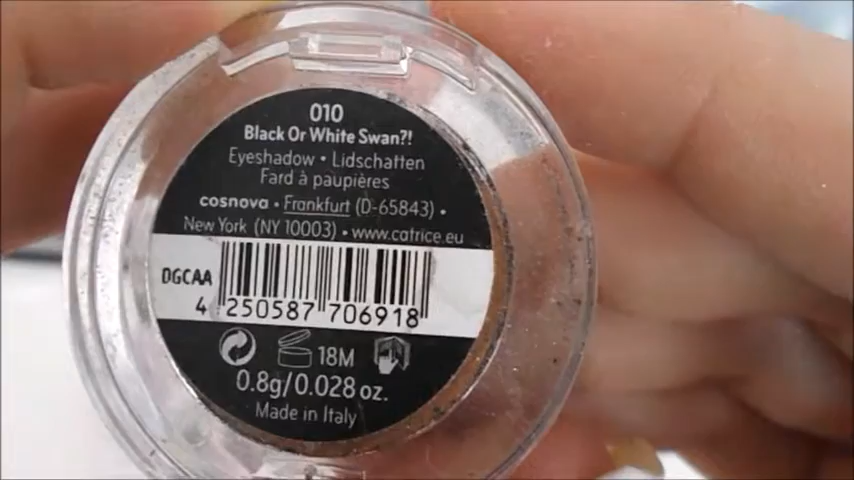 010
Black Or White Swan?!
Eyeshadow • Lidschatten
Fard à paupières
cosnova • Frankfurt (D-65843) •
New York (NY 10003) • www.catrice.eu
DGCAA
4 250587 706918
18M
0.8g/0.028 oz.
Made in Italy